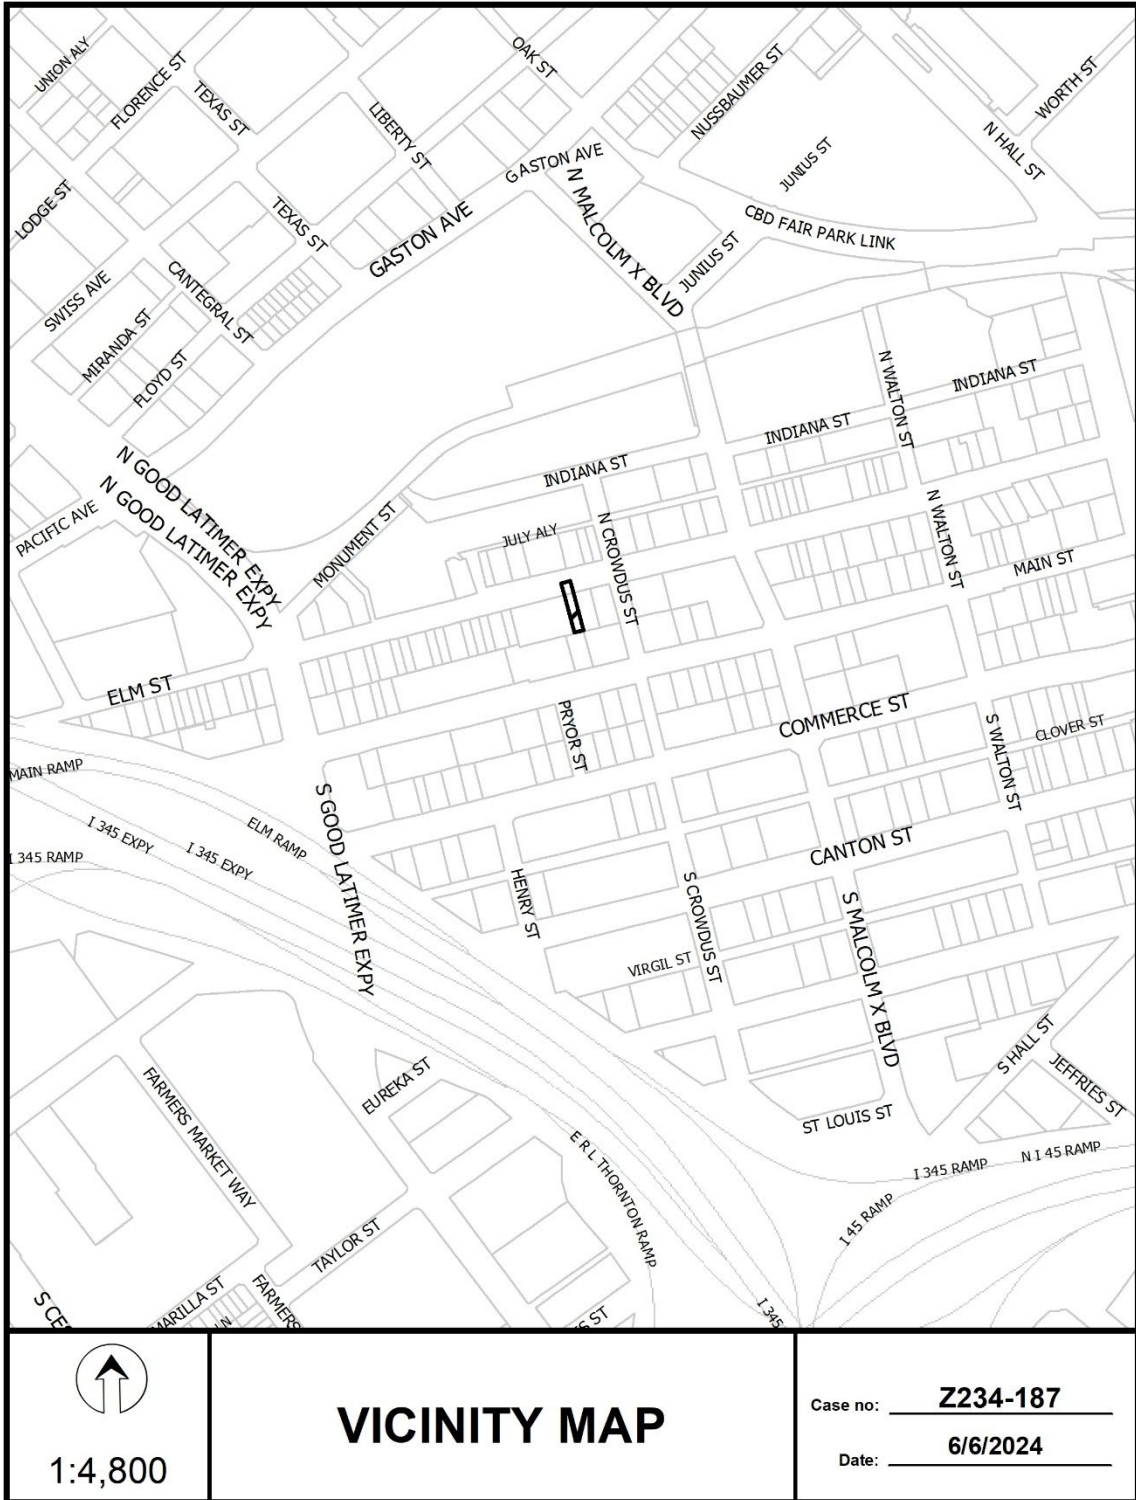 UNION ALY
FLORENCE ST
TEXAS ST
OAK ST
LIBERTY ST
NUSSBAUMER ST
WORTH ST
N HALL ST
JUNIUS ST
GASTON AVE
N MALCOLM X BLVD
LODGE ST
TEXAS ST
GASTON AVE
CBD FAIR PARK LINK
JUNIUS ST
SWISS AVE
CANTEGRAL ST
MIRANDA ST
FLOYD ST
N WALTON ST
INDIANA ST
INDIANA ST
INDIANA ST
N GOOD LATIMER EXPY
N GOOD LATIMER EXPY
PACIFIC AVE
MONUMENT ST
JULY ALY
N CROWDUS ST
N WALTON ST
MAIN ST
ELM ST
PRYOR ST
COMMERCE ST
S WALTON ST
CLOVER ST
MAIN RAMP
I 345 EXPY
I 345 EXPY
ELM RAMP
I 345 RAMP
S GOOD LATIMER EXPY
CANTON ST
HENRY ST
S CROWDUS ST
S MALCOLM X BLVD
VIRGIL ST
S HALL ST
JEFFRIES ST
EUREKA ST
FARMERS MARKET WAY
ST LOUIS ST
E R L THORNTON RAMP
I 345 RAMP
N I 45 RAMP
I 45 RAMP
TAYLOR ST
MARILLA ST
FARMERS
LN
S CES
S ST
I 345
1:4,800
VICINITY MAP
Case no: Z234-187
Date: 6/6/2024